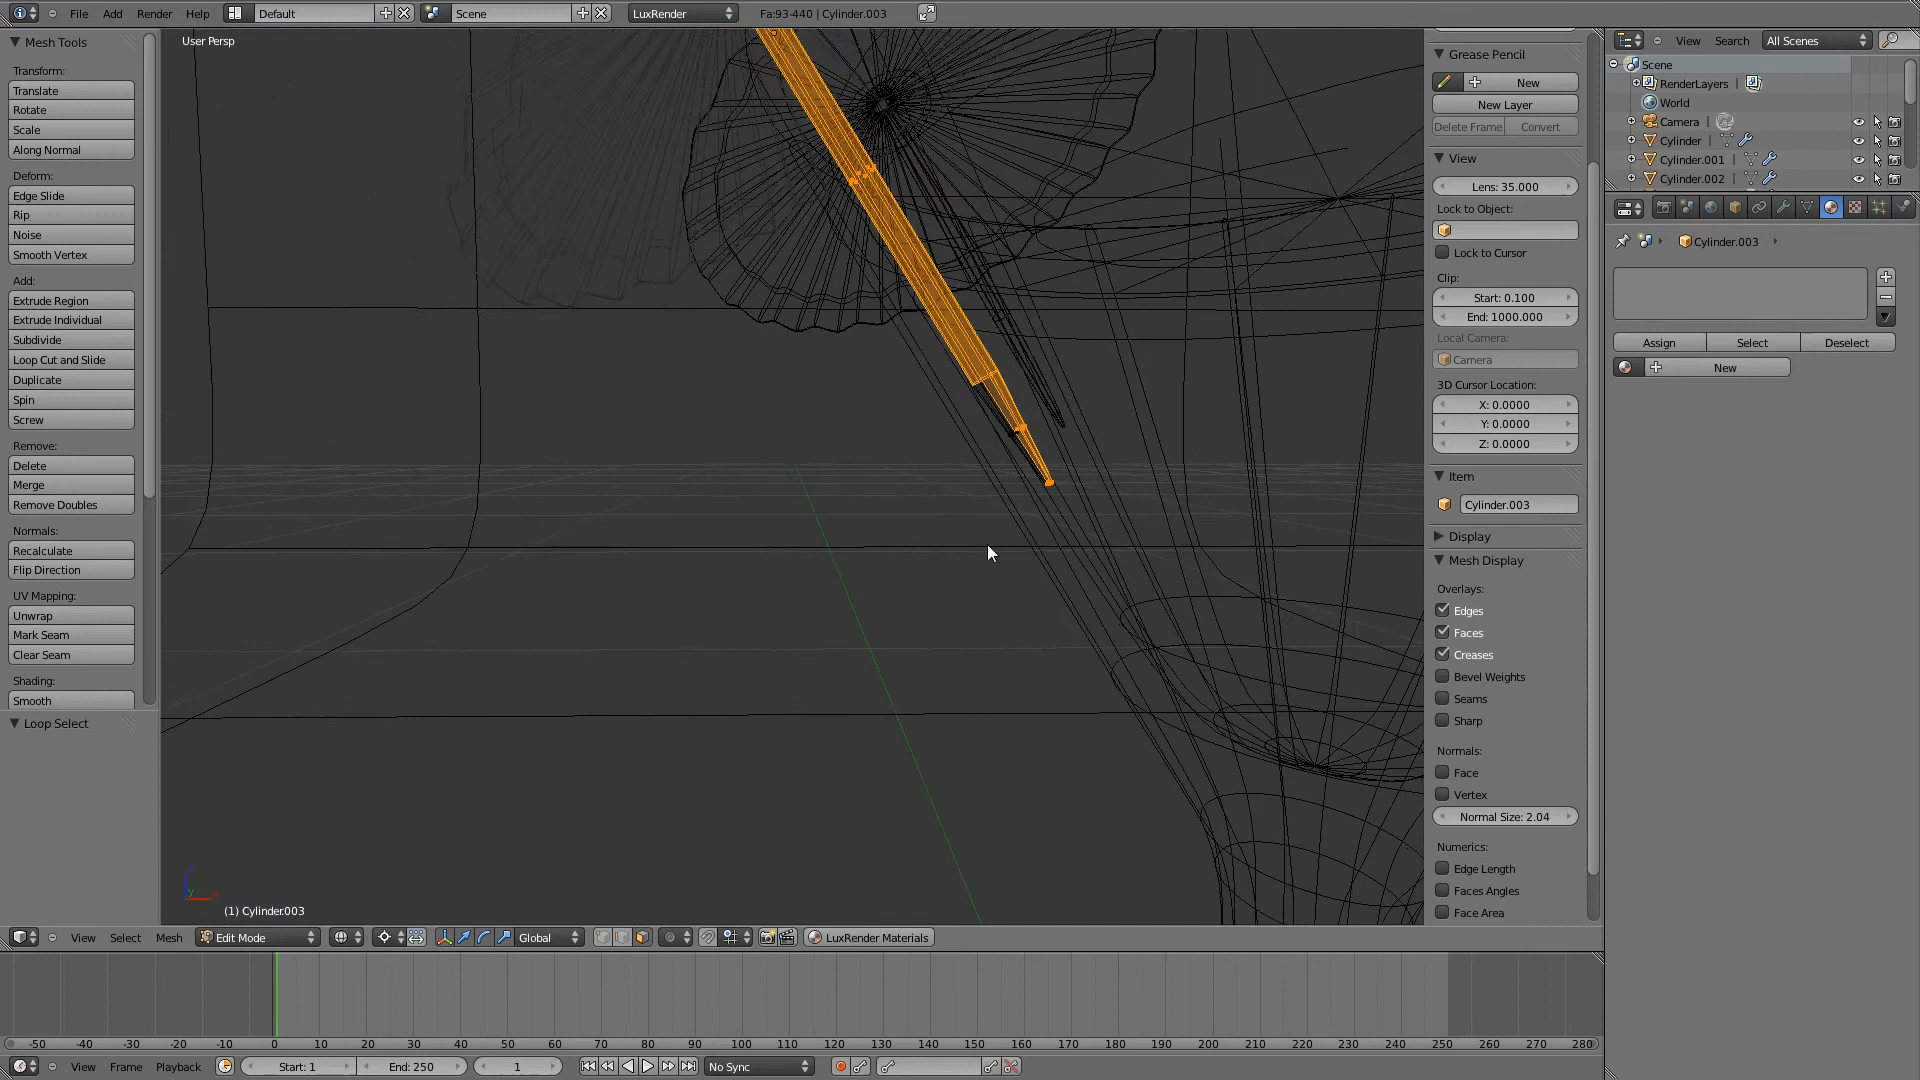 File Add Render Help Default Scene LuxRender Fa:93-440 | Cylinder.003
Mesh Tools
Transform:
Translate
Rotate
Scale
Along Normal
Deform:
Edge Slide
Rip
Noise
Smooth Vertex
Add:
Extrude Region
Extrude Individual
Subdivide
Loop Cut and Slide
Duplicate
Spin
Screw
Remove:
Delete
Merge
Remove Doubles
Normals:
Recalculate
Flip Direction
UV Mapping:
Unwrap
Mark Seam
Clear Seam
Shading:
Smooth
Loop Select
User Persp
(1) Cylinder.003
Grease Pencil
New
New Layer
Delete Frame Convert
View
Lens: 35.000
Lock to Object:
Lock to Cursor
Clip:
Start: 0.100
End: 1000.000
Local Camera:
Camera
3D Cursor Location:
X: 0.0000
Y: 0.0000
Z: 0.0000
Item
Cylinder.003
Display
Mesh Display
Overlays:
Edges
Faces
Creases
Bevel Weights
Seams
Sharp
Normals:
Face
Vertex
Normal Size: 2.04
Numerics:
Edge Length
Faces Angles
Face Area
View Search All Scenes
Scene
RenderLayers |
World
Camera |
Cylinder |
Cylinder.001 |
Cylinder.002 |
Cylinder.003
Assign Select Deselect
New
View Select Mesh Edit Mode Global LuxRender Materials
-50 -40 -30 -20 -10 0 10 20 30 40 50 60 70 80 90 100 110 120 130 140 150 160 170 180 190 200 210 220 230 240 250 260 270 280
View Frame Playback Start: 1 End: 250 1 No Sync